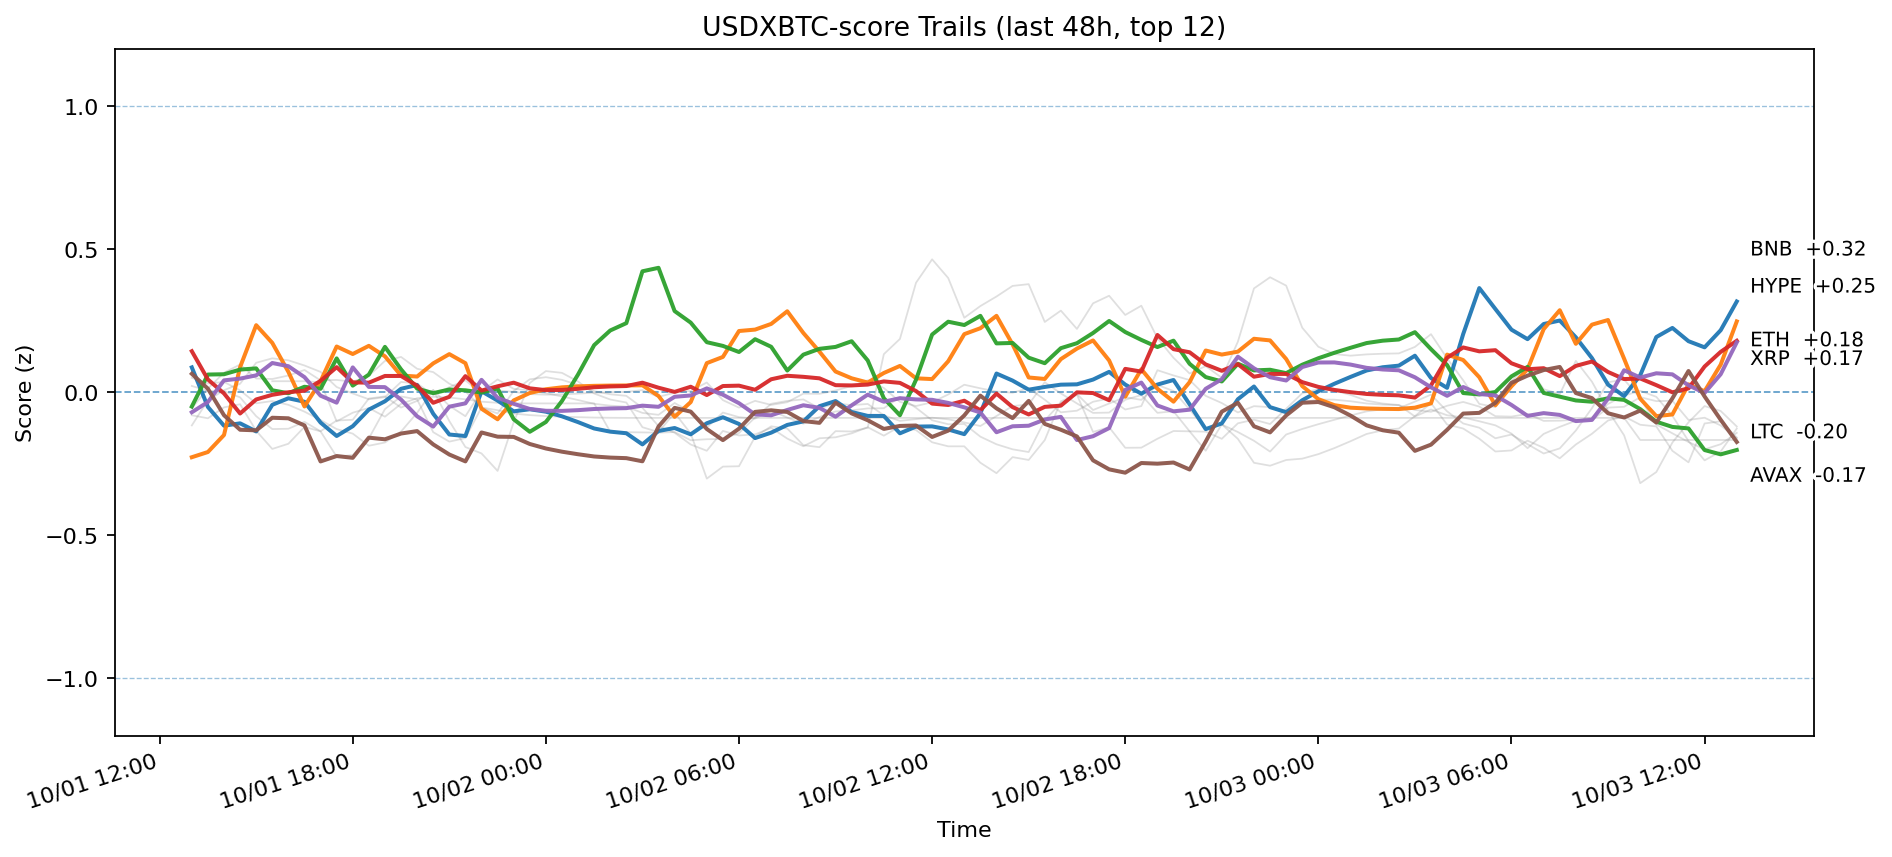 USDXBTC-score Trails (last 48h, top 12)
Score (z)
1.0
0.5
0.0
−0.5
−1.0
BNB +0.32
HYPE +0.25
ETH +0.18
XRP +0.17
LTC -0.20
AVAX -0.17
10/01 12:00
10/01 18:00
10/02 00:00
10/02 06:00
10/02 12:00
10/02 18:00
10/03 00:00
10/03 06:00
10/03 12:00
Time